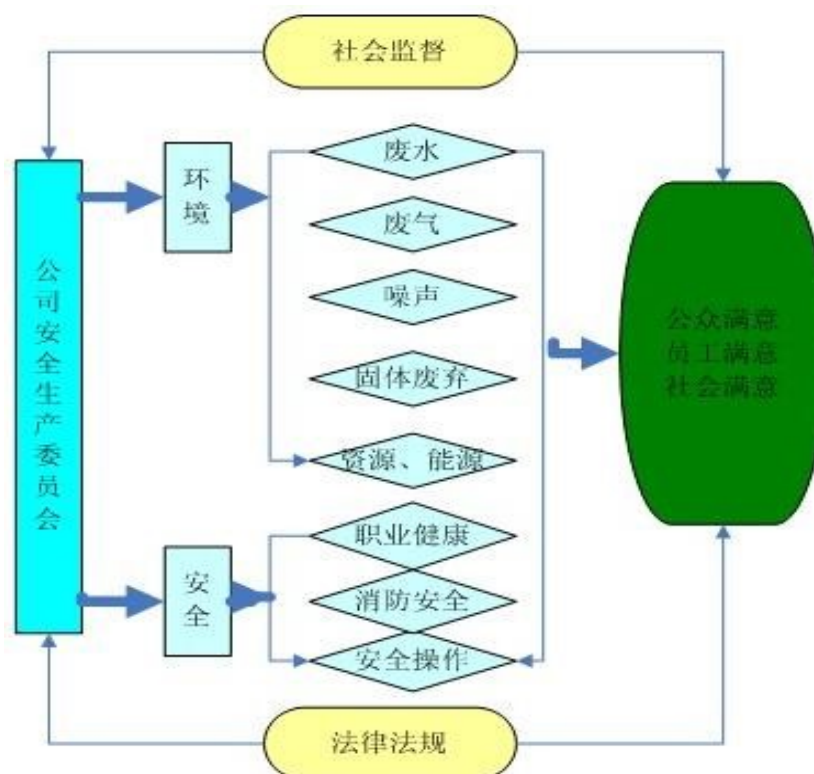 社会监督
公司安全生产委员会
环境
废水
废气
噪声
固体废弃
资源、能源
安全
职业健康
消防安全
安全操作
公众满意
员工满意
社会满意
法律法规